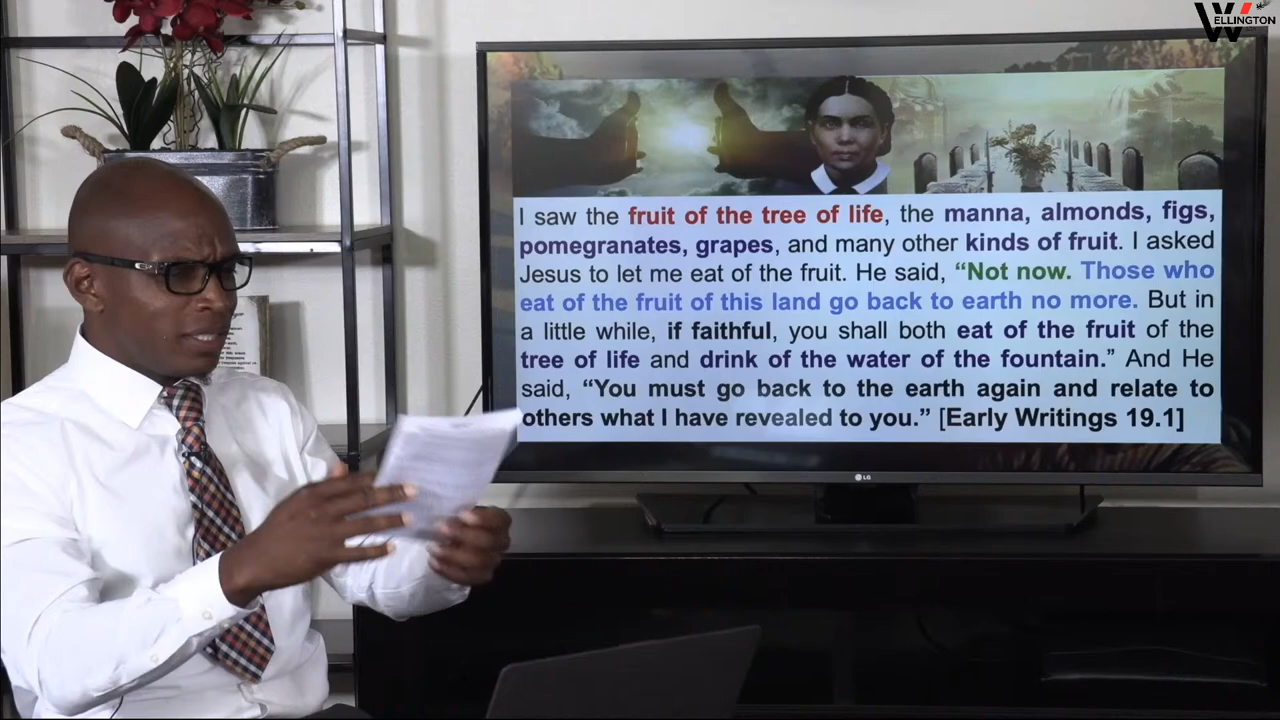 WELLINGTON
I saw the fruit of the tree of life, the manna, almonds, figs,
pomegranates, grapes, and many other kinds of fruit. I asked
Jesus to let me eat of the fruit. He said, “Not now. Those who
eat of the fruit of this land go back to earth no more. But in
a little while, if faithful, you shall both eat of the fruit of the
tree of life and drink of the water of the fountain.” And He
said, “You must go back to the earth again and relate to
others what I have revealed to you.” [Early Writings 19.1]
LG